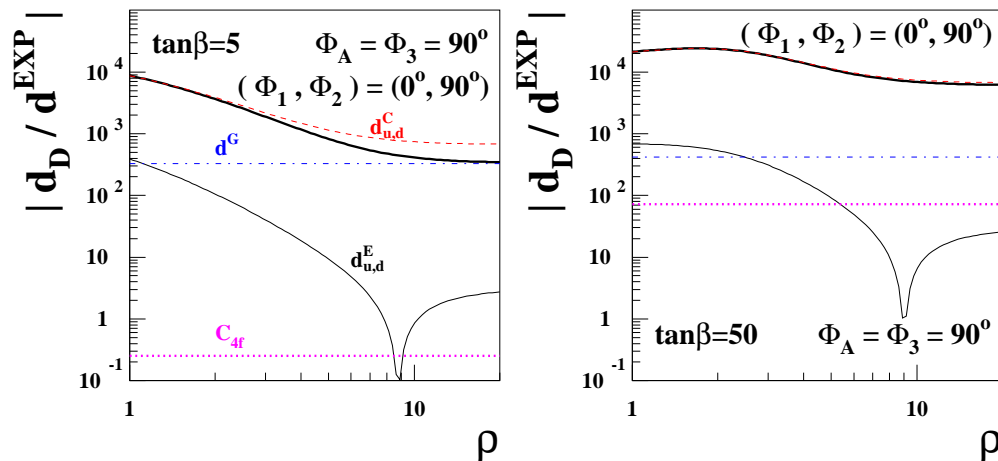 | d_D / d^EXP |
tanβ=5
Φ_A = Φ_3 = 90°
( Φ_1 , Φ_2 ) = (0°, 90°)
d^C_{u,d}
d^G
d^E_{u,d}
C_{4f}
10^4
10^3
10^2
10
1
10^-1
1
10
ρ
| d_D / d^EXP |
( Φ_1 , Φ_2 ) = (0°, 90°)
tanβ=50
Φ_A = Φ_3 = 90°
10^4
10^3
10^2
10
1
10^-1
1
10
ρ